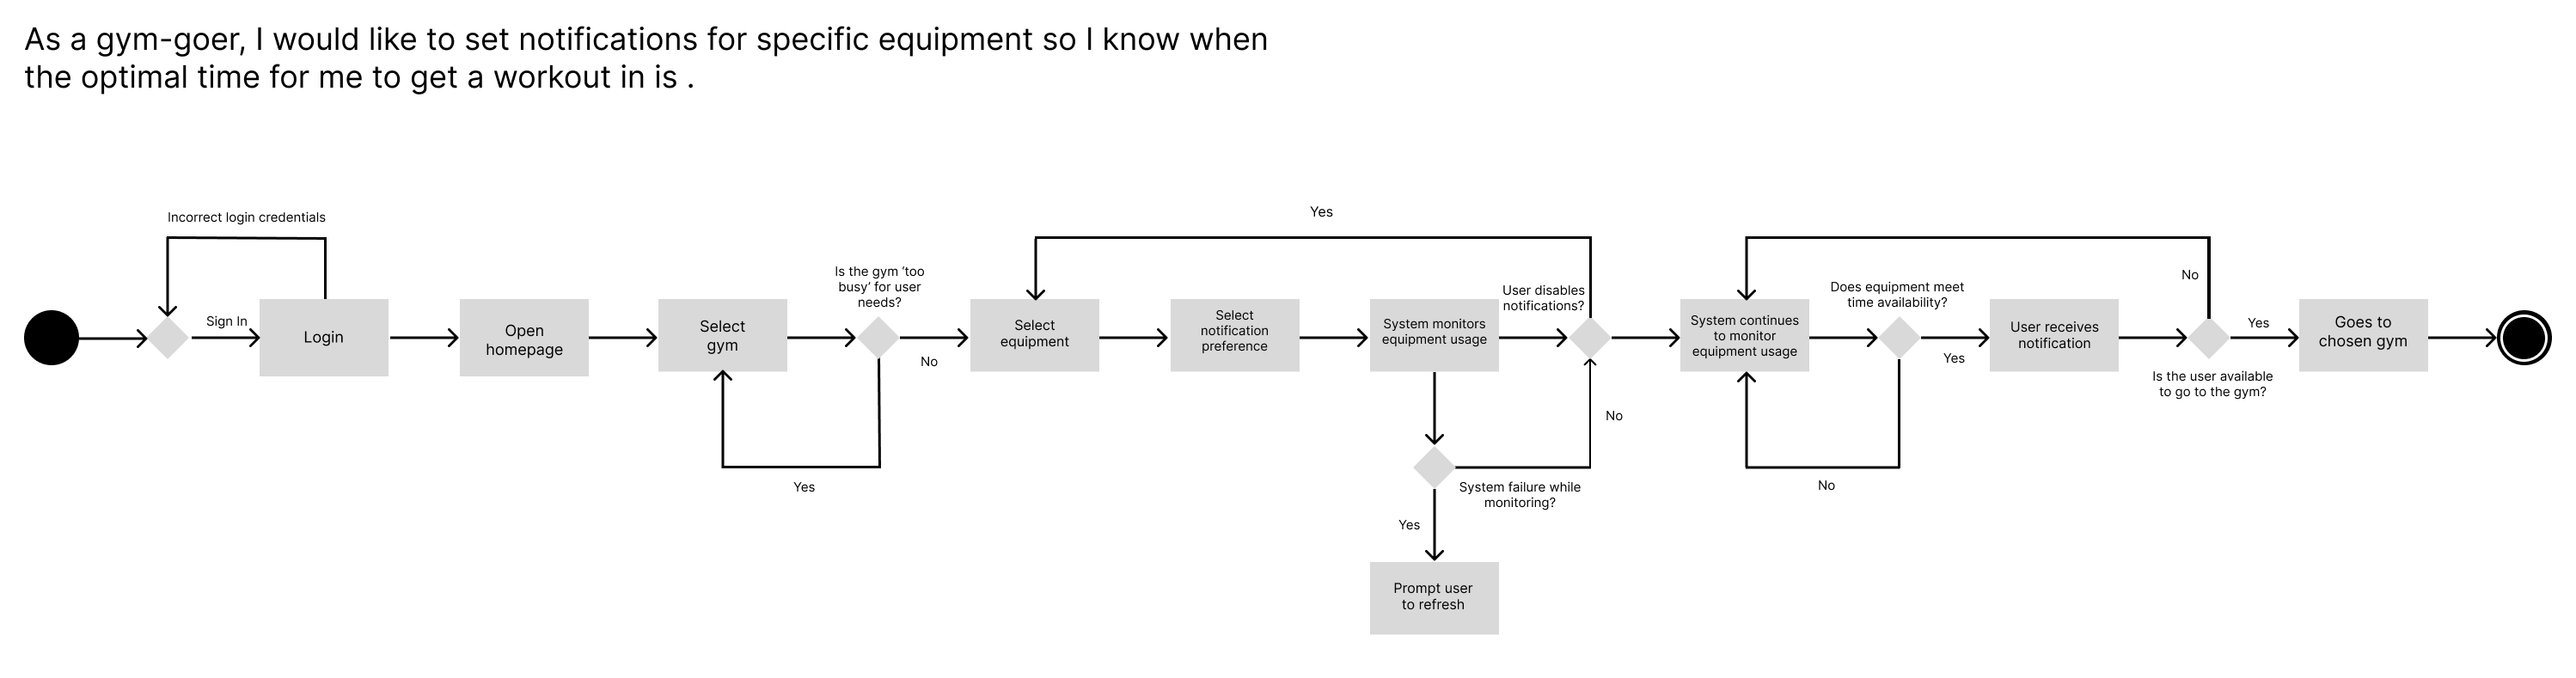 As a gym-goer, I would like to set notifications for specific equipment so I know when
the optimal time for me to get a workout in is .
Incorrect login credentials
Sign In
Login
Open
homepage
Select
gym
Is the gym ‘too
busy’ for user
needs?
Yes
No
Select
equipment
Yes
Select
notification
preference
System monitors
equipment usage
User disables
notifications?
System failure while
monitoring?
No
Yes
Prompt user
to refresh
System continues
to monitor
equipment usage
Does equipment meet
time availability?
No
Yes
User receives
notification
No
Is the user available
to go to the gym?
Yes
Goes to
chosen gym